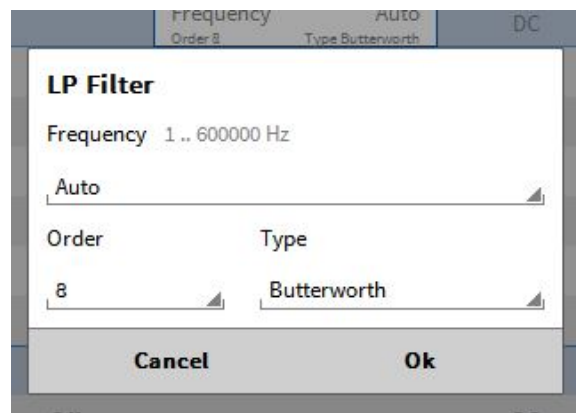 Frequency Auto DC
Order 8 Type Butterworth
LP Filter
Frequency 1 .. 600000 Hz
Auto
Order Type
8 Butterworth
Cancel Ok